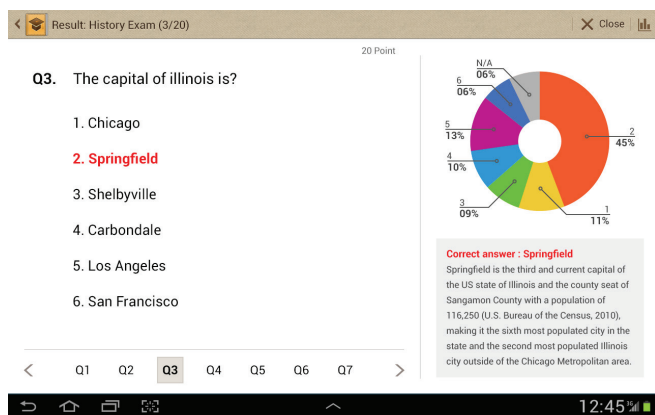 Result: History Exam (3/20)
Close
20 Point
Q3. The capital of illinois is?
1. Chicago
2. Springfield
3. Shelbyville
4. Carbondale
5. Los Angeles
6. San Francisco
N/A
06%
6
06%
5
13%
4
10%
3
09%
2
45%
1
11%
Correct answer : Springfield
Springfield is the third and current capital of
the US state of Illinois and the county seat of
Sangamon County with a population of
116,250 (U.S. Bureau of the Census, 2010),
making it the sixth most populated city in the
state and the second most populated Illinois
city outside of the Chicago Metropolitan area.
Q1 Q2 Q3 Q4 Q5 Q6 Q7
12:45